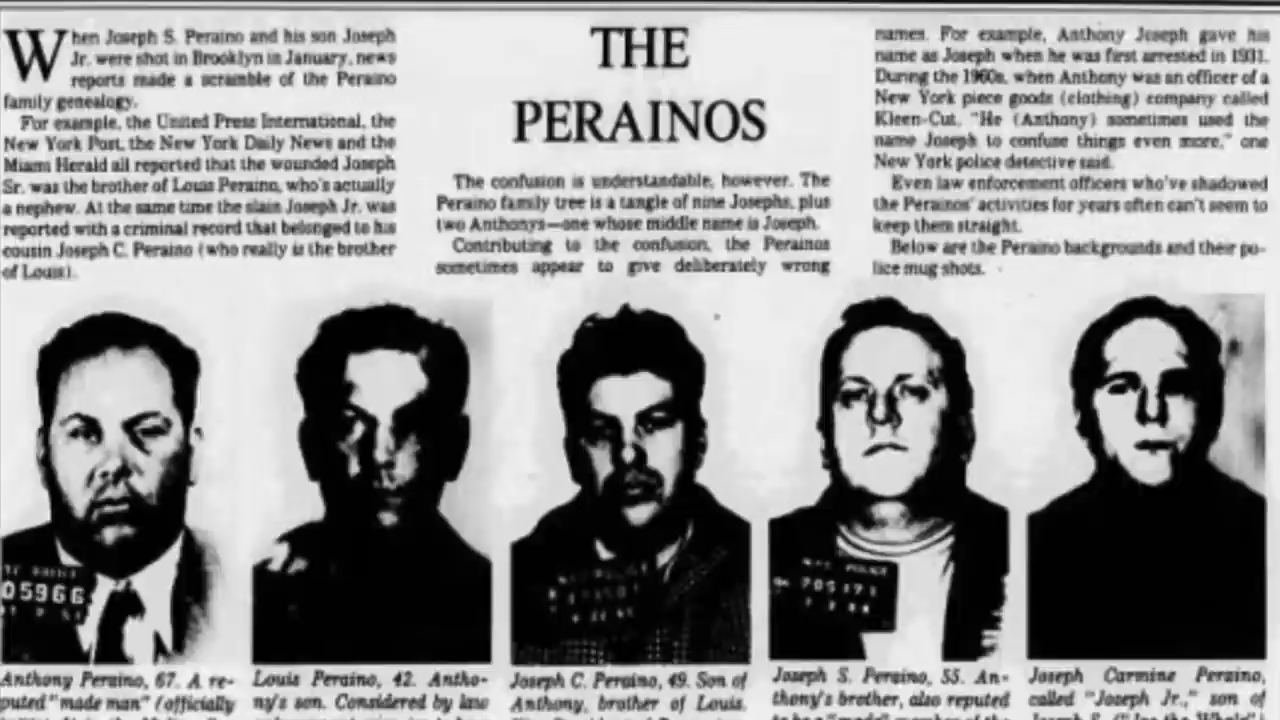 When Joseph S. Peraino and his son Joseph
Jr. were shot in Brooklyn in January, news
reports made a scramble of the Peraino
family genealogy.
For example, the United Press International, the
New York Post, the New York Daily News and the
Miami Herald all reported that the wounded Joseph
Sr. was the brother of Louis Peraino, who's actually
a nephew. At the same time the slain Joseph Jr. was
reported with a criminal record that belonged to his
cousin Joseph C. Peraino (who really is the brother
of Louis).
THE
PERAINOS
The confusion is understandable, however. The
Peraino family tree is a tangle of nine Josephs, plus
two Anthonys—one whose middle name is Joseph.
Contributing to the confusion, the Perainos
sometimes appear to give deliberately wrong
names. For example, Anthony Joseph gave his
name as Joseph when he was first arrested in 1931.
During the 1960s, when Anthony was an officer of a
New York piece goods (clothing) company called
Kleen-Cut, "He (Anthony) sometimes used the
name Joseph to confuse things even more," one
New York police detective said.
Even law enforcement officers who've shadowed
the Perainos' activities for years often can't seem to
keep them straight.
Below are the Peraino backgrounds and their po-
lice mug shots.
05966
POLICE
705171
Anthony Peraino, 67. A re-
puted "made man" (officially
Louis Peraino, 42. Antho-
ny's son. Considered by law
Joseph C. Peraino, 49. Son of
Anthony, brother of Louis.
Joseph S. Peraino, 55. An-
thony's brother, also reputed
to be a "made" member of the
Joseph Carmine Peraino,
called "Joseph Jr.," son of